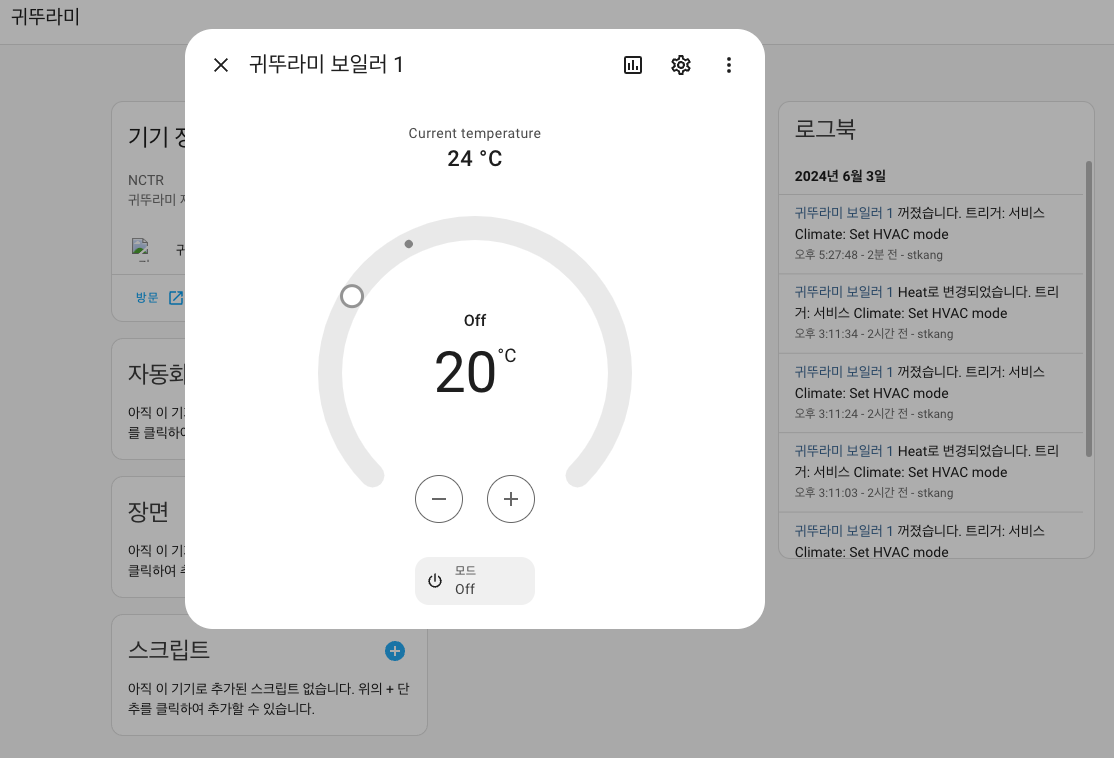 귀뚜라미
귀뚜라미 보일러 1
Current temperature
24 °C
Off
20 °C
모드
Off
기기
NCTR
귀뚜라미
방문
자동화
아직 이
를 클릭하여
장면
아직 이
클릭하여
스크립트
아직 이 기기로 추가된 스크립트 없습니다. 위의 + 단
추를 클릭하여 추가할 수 있습니다.
로그북
2024년 6월 3일
귀뚜라미 보일러 1 꺼졌습니다. 트리거: 서비스
Climate: Set HVAC mode
오후 5:27:48 - 2분 전 - stkang
귀뚜라미 보일러 1 Heat로 변경되었습니다. 트리
거: 서비스 Climate: Set HVAC mode
오후 3:11:34 - 2시간 전 - stkang
귀뚜라미 보일러 1 꺼졌습니다. 트리거: 서비스
Climate: Set HVAC mode
오후 3:11:24 - 2시간 전 - stkang
귀뚜라미 보일러 1 Heat로 변경되었습니다. 트리
거: 서비스 Climate: Set HVAC mode
오후 3:11:03 - 2시간 전 - stkang
귀뚜라미 보일러 1 꺼졌습니다. 트리거: 서비스
Climate: Set HVAC mode